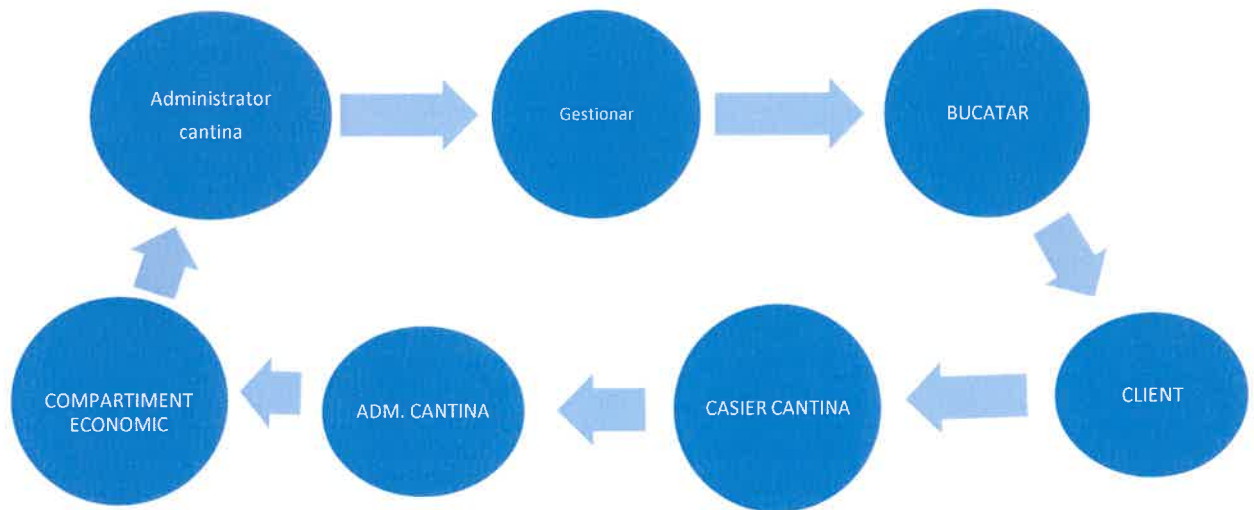 Administrator
cantina
Gestionar
BUCATAR
CLIENT
CASIER CANTINA
ADM. CANTINA
COMPARTIMENT
ECONOMIC